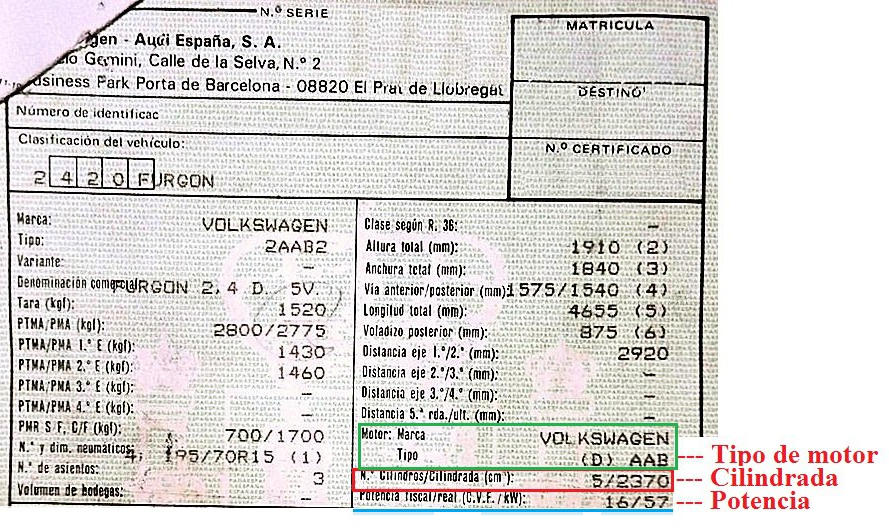 N.º SERIE
gen - Audi España, S. A.
Gemini, Calle de la Selva, N.º 2
Business Park Porta de Barcelona - 08820 El Prat de Llobregat
Número de identificac
Clasificación del vehículo:
2 4 2 0 FURGON
MATRICULA
DESTINO
N.º CERTIFICADO
Marca: VOLKSWAGEN
Tipo: 2AAB2
Variante: —
Denominación comercial: FURGON 2,4 D. 5V.
Tara (kgf): 1520
PTMA/PMA (kgf): 2800/2775
PTMA/PMA 1.º E (kgf): 1430
PTMA/PMA 2.º E (kgf): 1460
PTMA/PMA 3.º E (kgf): —
PTMA/PMA 4.º E (kgf): —
PMR S/F, C/F (kgf): 700/1700
N.º y dim. neumáticos: 4; 195/70R15 (1)
N.º de asientos: 3
Volumen de bodegas: —
Clase según R. 36: —
Altura total (mm): 1910 (2)
Anchura total (mm): 1840 (3)
Vía anterior/posterior (mm): 1575/1540 (4)
Longitud total (mm): 4655 (5)
Voladizo posterior (mm): 875 (6)
Distancia eje 1.º/2.º (mm): 2920
Distancia eje 2.º/3.º (mm): —
Distancia eje 3.º/4.º (mm): —
Distancia 5.ª rda./ult. (mm): —
Motor: Marca VOLKSWAGEN
Tipo (D) AAB
N.º Cilindros/Cilindrada (cm³): 5/2370
Potencia fiscal/real (C.V.F./kW): 16/57
--- Tipo de motor
--- Cilindrada
--- Potencia